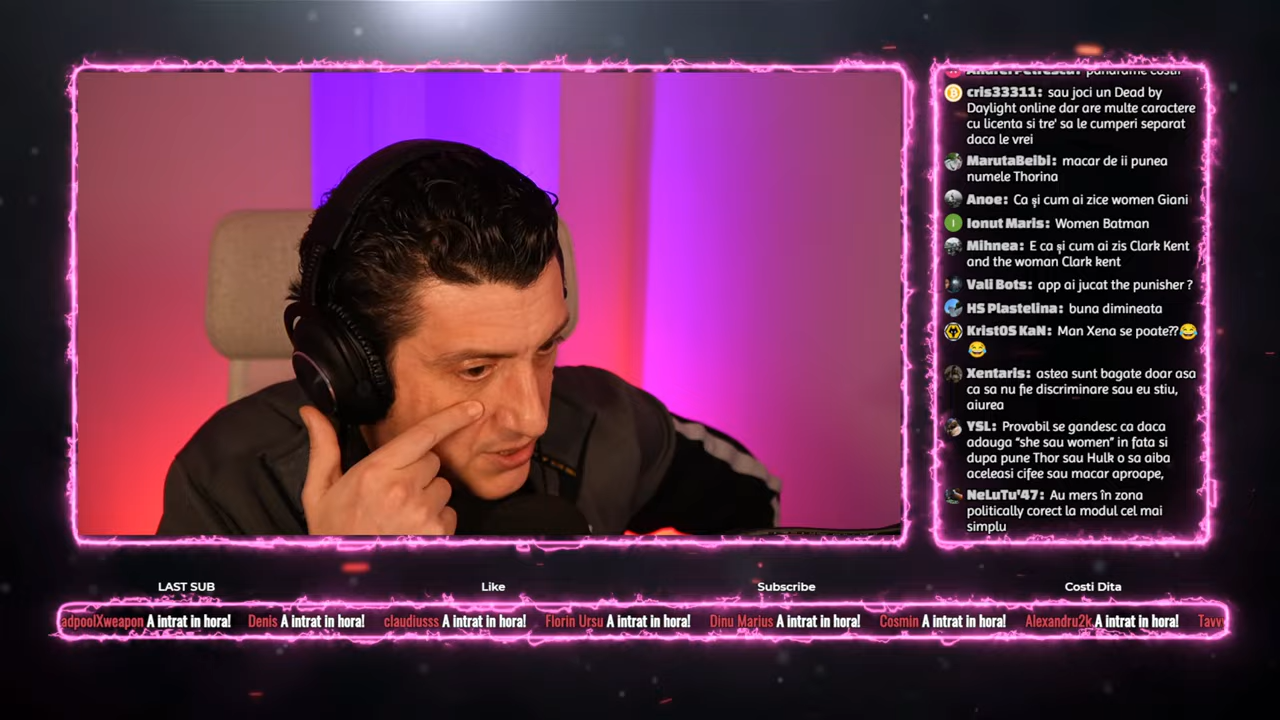 panarame costi
cris33311: sau joci un Dead by
Daylight online dar are multe caractere
cu licenta si tre' sa le cumperi separat
daca le vrei
MarutaBeibi: macar de ii punea
numele Thorina
Anoe: Ca și cum ai zice women Giani
Ionut Maris: Women Batman
Mihnea: E ca și cum ai zis Clark Kent
and the woman Clark kent
Vali Bots: app ai jucat the punisher ?
HS Plastelina: buna dimineata
KristOS KaN: Man Xena se poate??😂
😂
Xentaris: astea sunt bagate doar asa
ca sa nu fie discriminare sau eu stiu,
aiurea
YSL: Provabil se gandesc ca daca
adauga “she sau women” in fata si
dupa pune Thor sau Hulk o sa aiba
aceleasi cifee sau macar aproape,
NeLuTu'47: Au mers în zona
politically corect la modul cel mai
simplu
LAST SUB Like Subscribe Costi Dita
adpoolXweapon A intrat in hora! Denis A intrat in hora! claudiusss A intrat in hora! Florin Ursu A intrat in hora! Dinu Marius A intrat in hora! Cosmin A intrat in hora! Alexandru2k A intrat in hora!